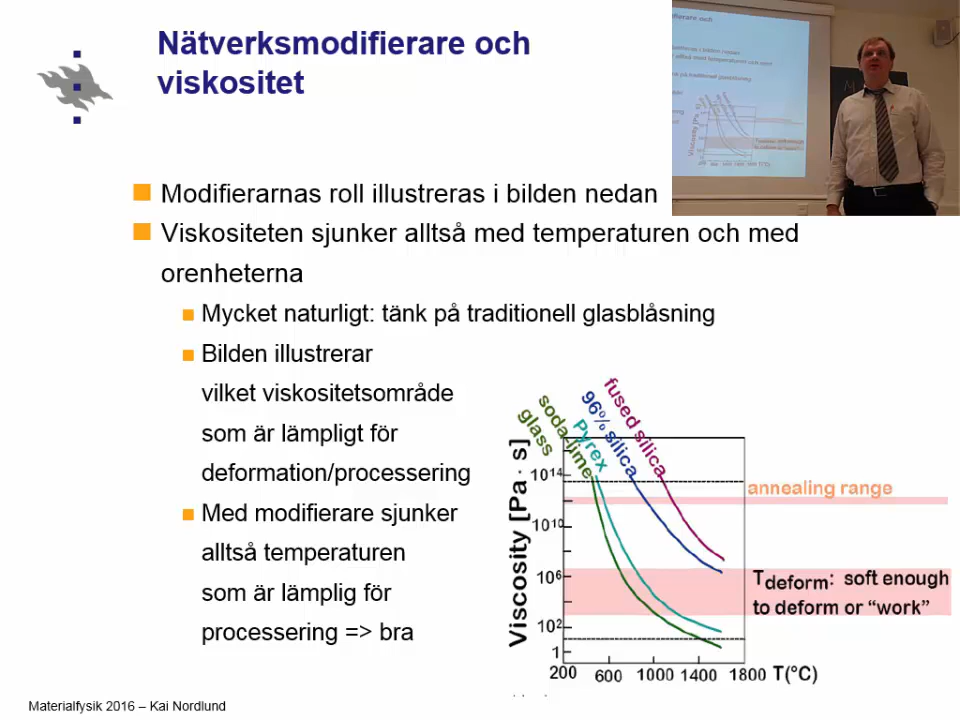 Nätverksmodifierare och
viskositet
Modifierarnas roll illustreras i bilden nedan
Viskositeten sjunker alltså med temperaturen och med
orenheterna
Mycket naturligt: tänk på traditionell glasblåsning
Bilden illustrerar
vilket viskositetsområde
som är lämpligt för
deformation/processering
Med modifierare sjunker
alltså temperaturen
som är lämplig för
processering => bra
Viscosity [Pa · s]
soda-lime
glass
Pyrex
96% silica
fused silica
10^14
annealing range
10^10
10^6
T_deform: soft enough
to deform or “work”
10^2
1
200 600 1000 1400 1800 T(°C)
Materialfysik 2016 – Kai Nordlund